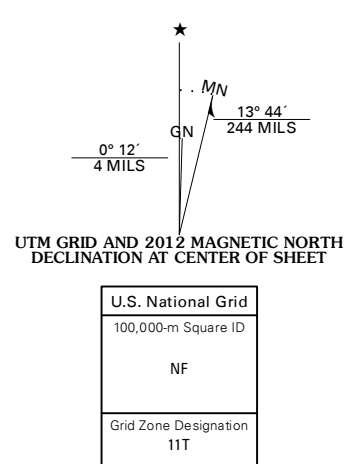 ★
MN
13° 44´
244 MILS
GN
0° 12´
4 MILS
UTM GRID AND 2012 MAGNETIC NORTH
DECLINATION AT CENTER OF SHEET
U.S. National Grid
100,000-m Square ID
NF
Grid Zone Designation
11T